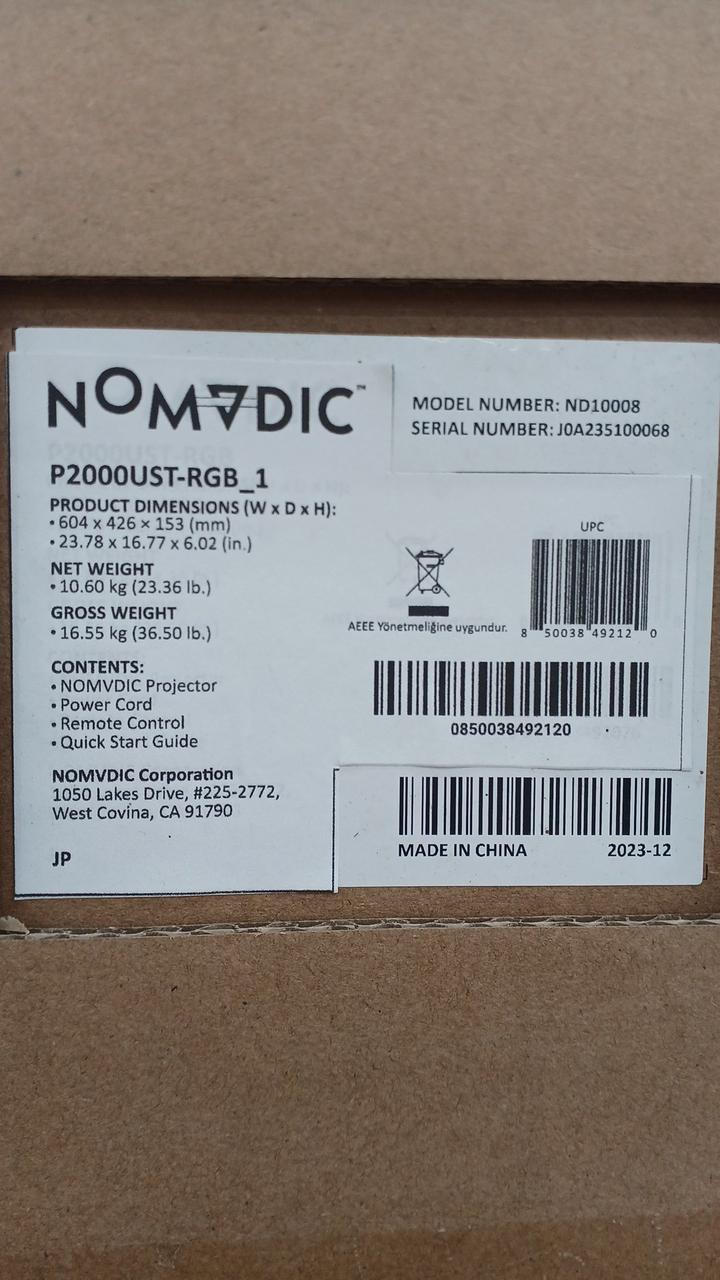 NOMVDIC™
MODEL NUMBER: ND10008
SERIAL NUMBER: J0A235100068
P2000UST-RGB_1
PRODUCT DIMENSIONS (W x D x H):
• 604 x 426 × 153 (mm)
• 23.78 x 16.77 x 6.02 (in.)
NET WEIGHT
• 10.60 kg (23.36 lb.)
GROSS WEIGHT
• 16.55 kg (36.50 lb.)
CONTENTS:
• NOMVDIC Projector
• Power Cord
• Remote Control
• Quick Start Guide
NOMVDIC Corporation
1050 Lakes Drive, #225-2772,
West Covina, CA 91790
JP
UPC
8 50038 49212 0
AEEE Yönetmeliğine uygundur.
0850038492120
MADE IN CHINA 2023-12